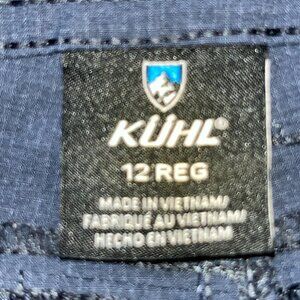 KÜHL®
12 REG
MADE IN VIETNAM/
FABRIQUÉ AU VIETNAM/
HECHO EN VIETNAM